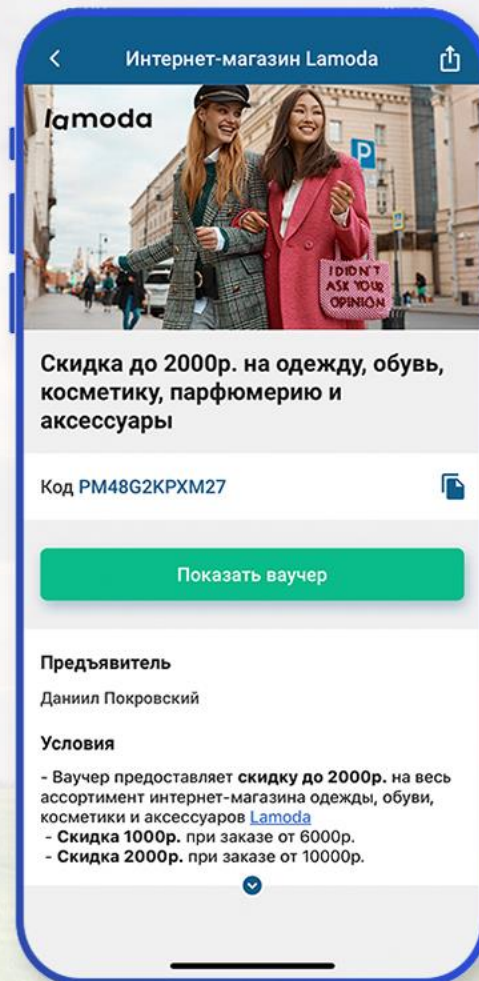 Интернет-магазин Lamoda
lamoda
P
I DIDN'T
ASK YOUR
OPINION
Скидка до 2000р. на одежду, обувь,
косметику, парфюмерию и
аксессуары
Код PM48G2KPXM27
Показать ваучер
Предъявитель
Даниил Покровский
Условия
- Ваучер предоставляет скидку до 2000р. на весь
ассортимент интернет-магазина одежды, обуви,
косметики и аксессуаров Lamoda
- Скидка 1000р. при заказе от 6000р.
- Скидка 2000р. при заказе от 10000р.